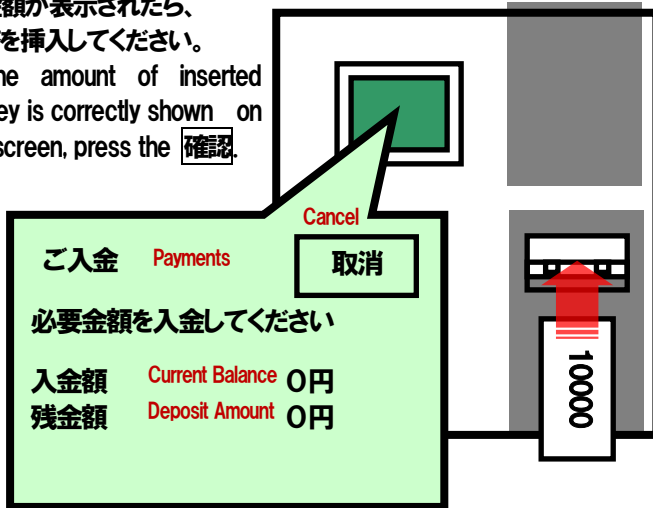 金額が表示されたら、
を挿入してください。
he amount of inserted
ey is correctly shown on
screen, press the 確認.
Cancel
ご入金 Payments 取消
必要金額を入金してください
入金額 Current Balance 0円
残金額 Deposit Amount 0円
10000